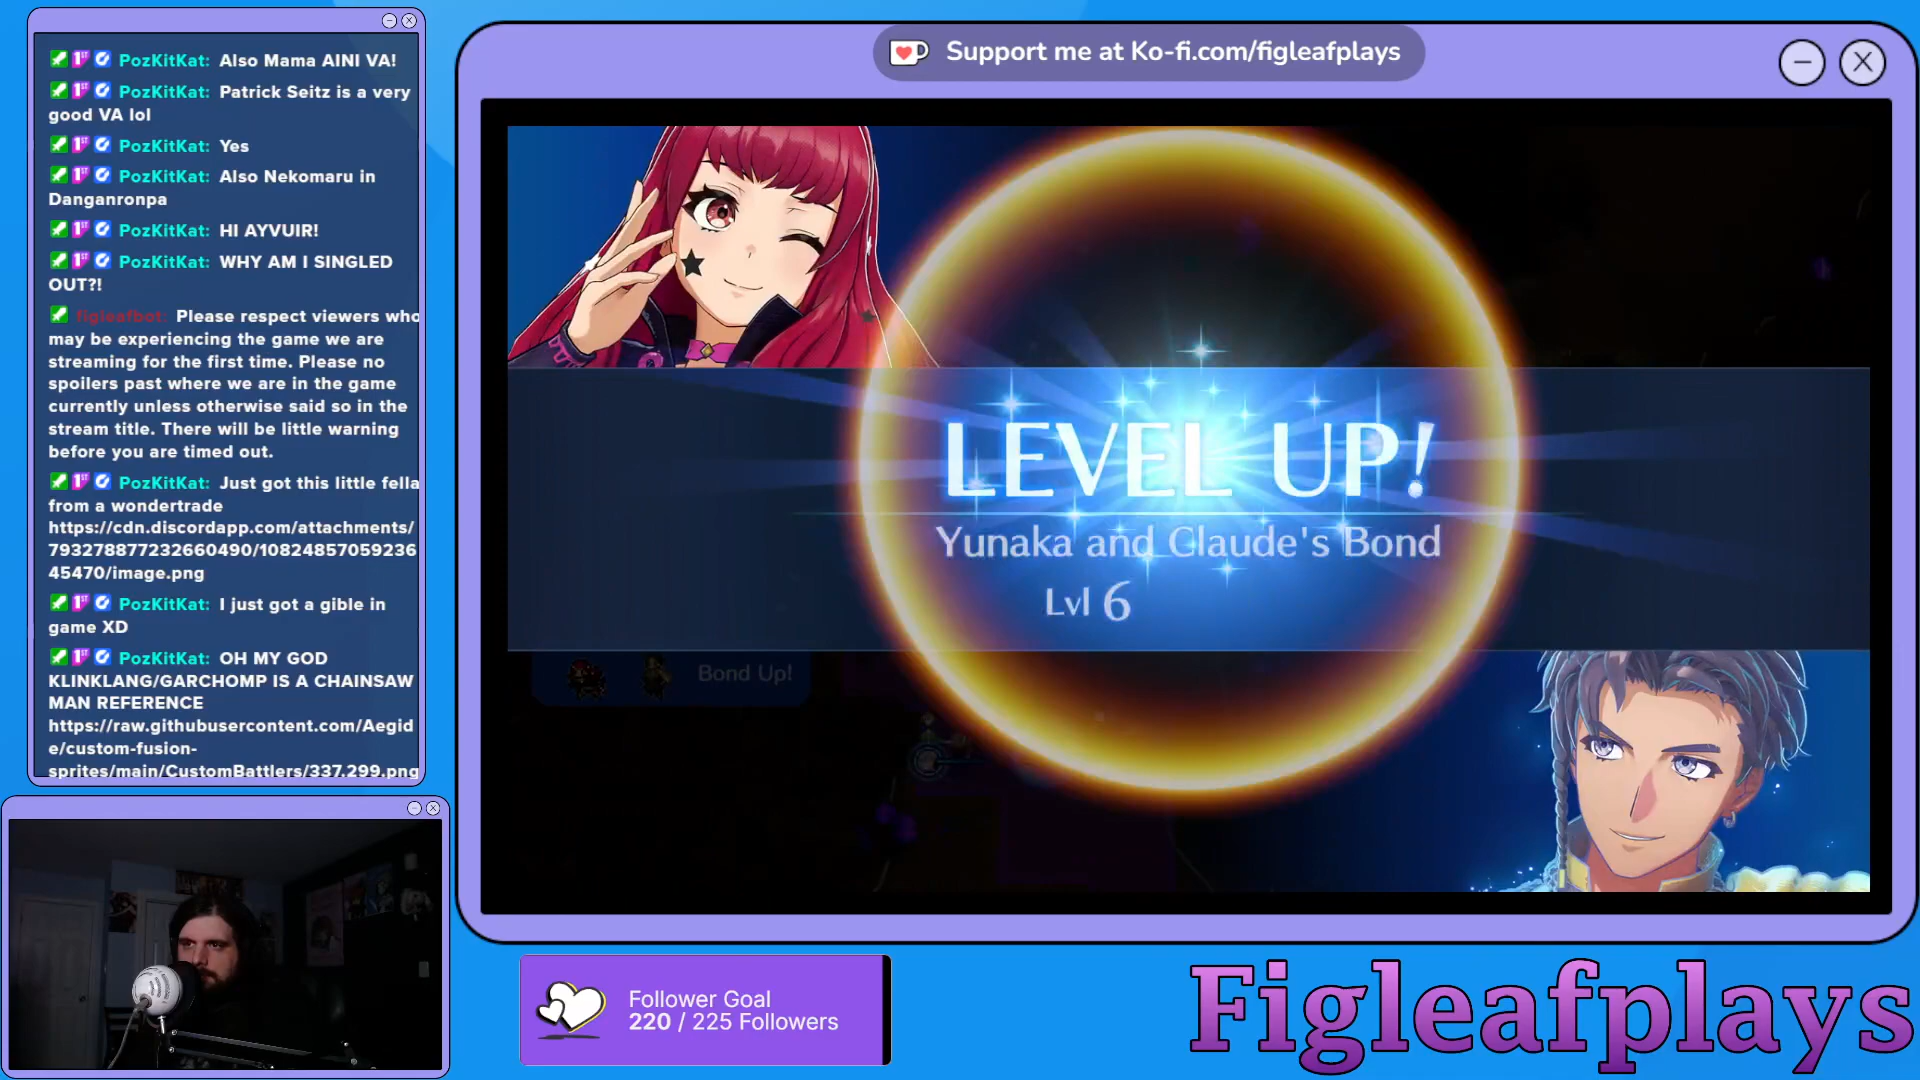 PozKitKat: Also Mama AINI VA!
PozKitKat: Patrick Seitz is a very
good VA lol
PozKitKat: Yes
PozKitKat: Also Nekomaru in
Danganronpa
PozKitKat: HI AYVUIR!
PozKitKat: WHY AM I SINGLED
OUT?!
figleafbot: Please respect viewers who
may be experiencing the game we are
streaming for the first time. Please no
spoilers past where we are in the game
currently unless otherwise said so in the
stream title. There will be little warning
before you are timed out.
PozKitKat: Just got this little fella
from a wondertrade
https://cdn.discordapp.com/attachments/
793278877232660490/10824857059236
45470/image.png
PozKitKat: I just got a gible in
game XD
PozKitKat: OH MY GOD
KLINKLANG/GARCHOMP IS A CHAINSAW
MAN REFERENCE
https://raw.githubusercontent.com/Aegid
e/custom-fusion-
sprites/main/CustomBattlers/337.299.png
Support me at Ko-fi.com/figleafplays
LEVEL UP!
Yunaka and Claude's Bond
Lvl 6
Bond Up!
Follower Goal
220 / 225 Followers
Figleafplays